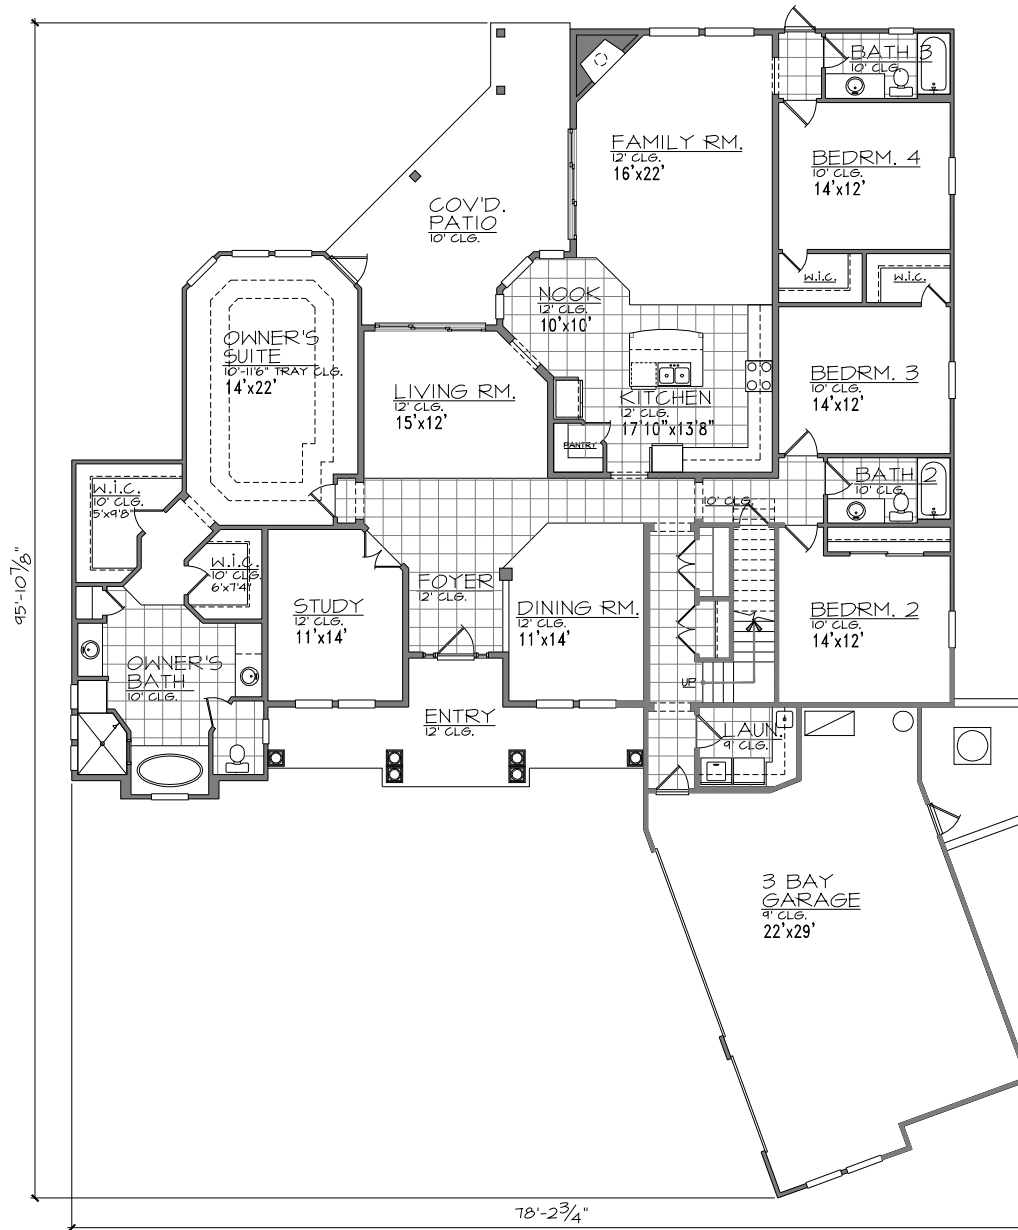 BATH 3
10' CLG.
FAMILY RM.
12' CLG.
16'x22'
BEDRM. 4
10' CLG.
14'x12'
COV'D.
PATIO
10' CLG.
W.I.C.
W.I.C.
NOOK
12' CLG.
10'x10'
OWNER'S
SUITE
10'-11'6" TRAY CLG.
14'x22'
LIVING RM.
12' CLG.
15'x12'
KITCHEN
12' CLG.
17'10"x13'8"
BEDRM. 3
10' CLG.
14'x12'
PANTRY
BATH 2
10' CLG.
W.I.C.
10' CLG.
5'x9'8"
10' CLG.
W.I.C.
10' CLG.
6'x7'4"
FOYER
12' CLG.
STUDY
12' CLG.
11'x14'
DINING RM.
12' CLG.
11'x14'
BEDRM. 2
10' CLG.
14'x12'
OWNER'S
BATH
10' CLG.
UP
ENTRY
12' CLG.
LAUN.
9' CLG.
3 BAY
GARAGE
9' CLG.
22'x29'
95'-10 7/8"
78'-2 3/4"